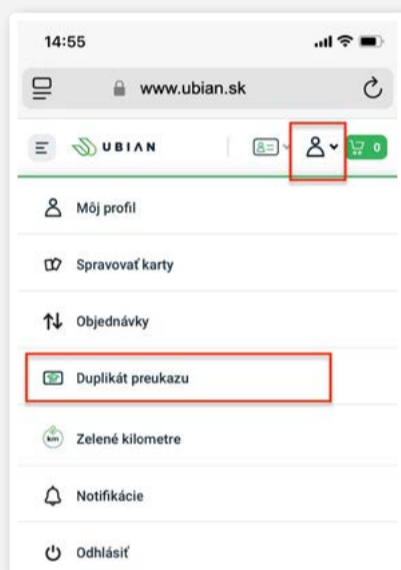 14:55
www.ubian.sk
UBIAN
0
Môj profil
Spravovať karty
Objednávky
Duplikát preukazu
km
Zelené kilometre
Notifikácie
Odhlásiť